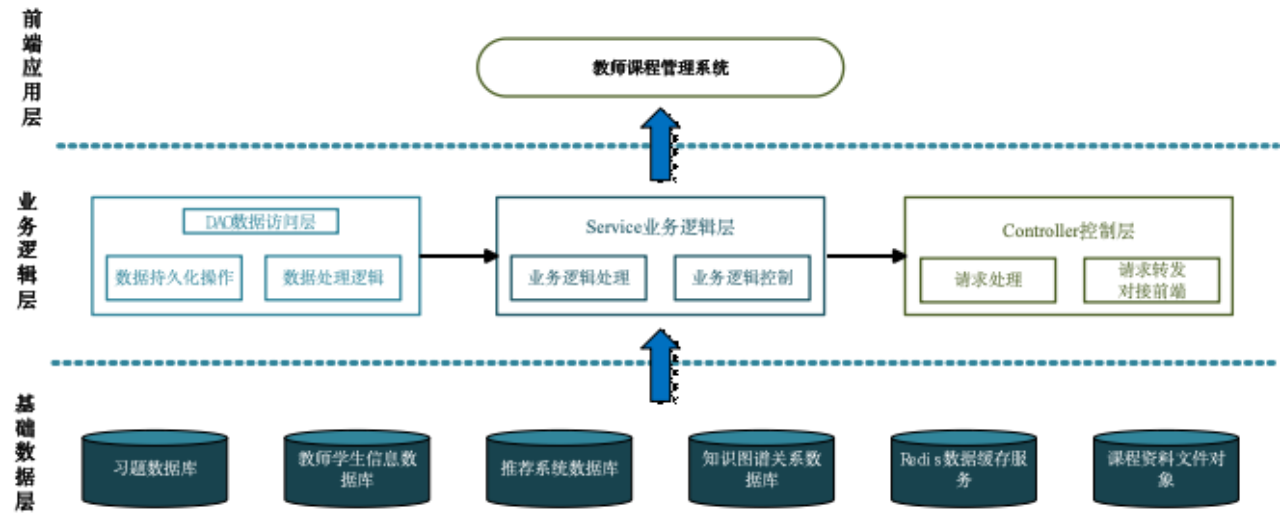 前端应用层
教师课程管理系统
业务逻辑层
DAO数据访问层
数据持久化操作
数据处理逻辑
Service业务逻辑层
业务逻辑处理
业务逻辑控制
Controller控制层
请求处理
请求转发
对接前端
基础数据层
习题数据库
教师学生信息数
据库
推荐系统数据库
知识图谱关系数
据库
Redis数据缓存服
务
课程资料文件对
象